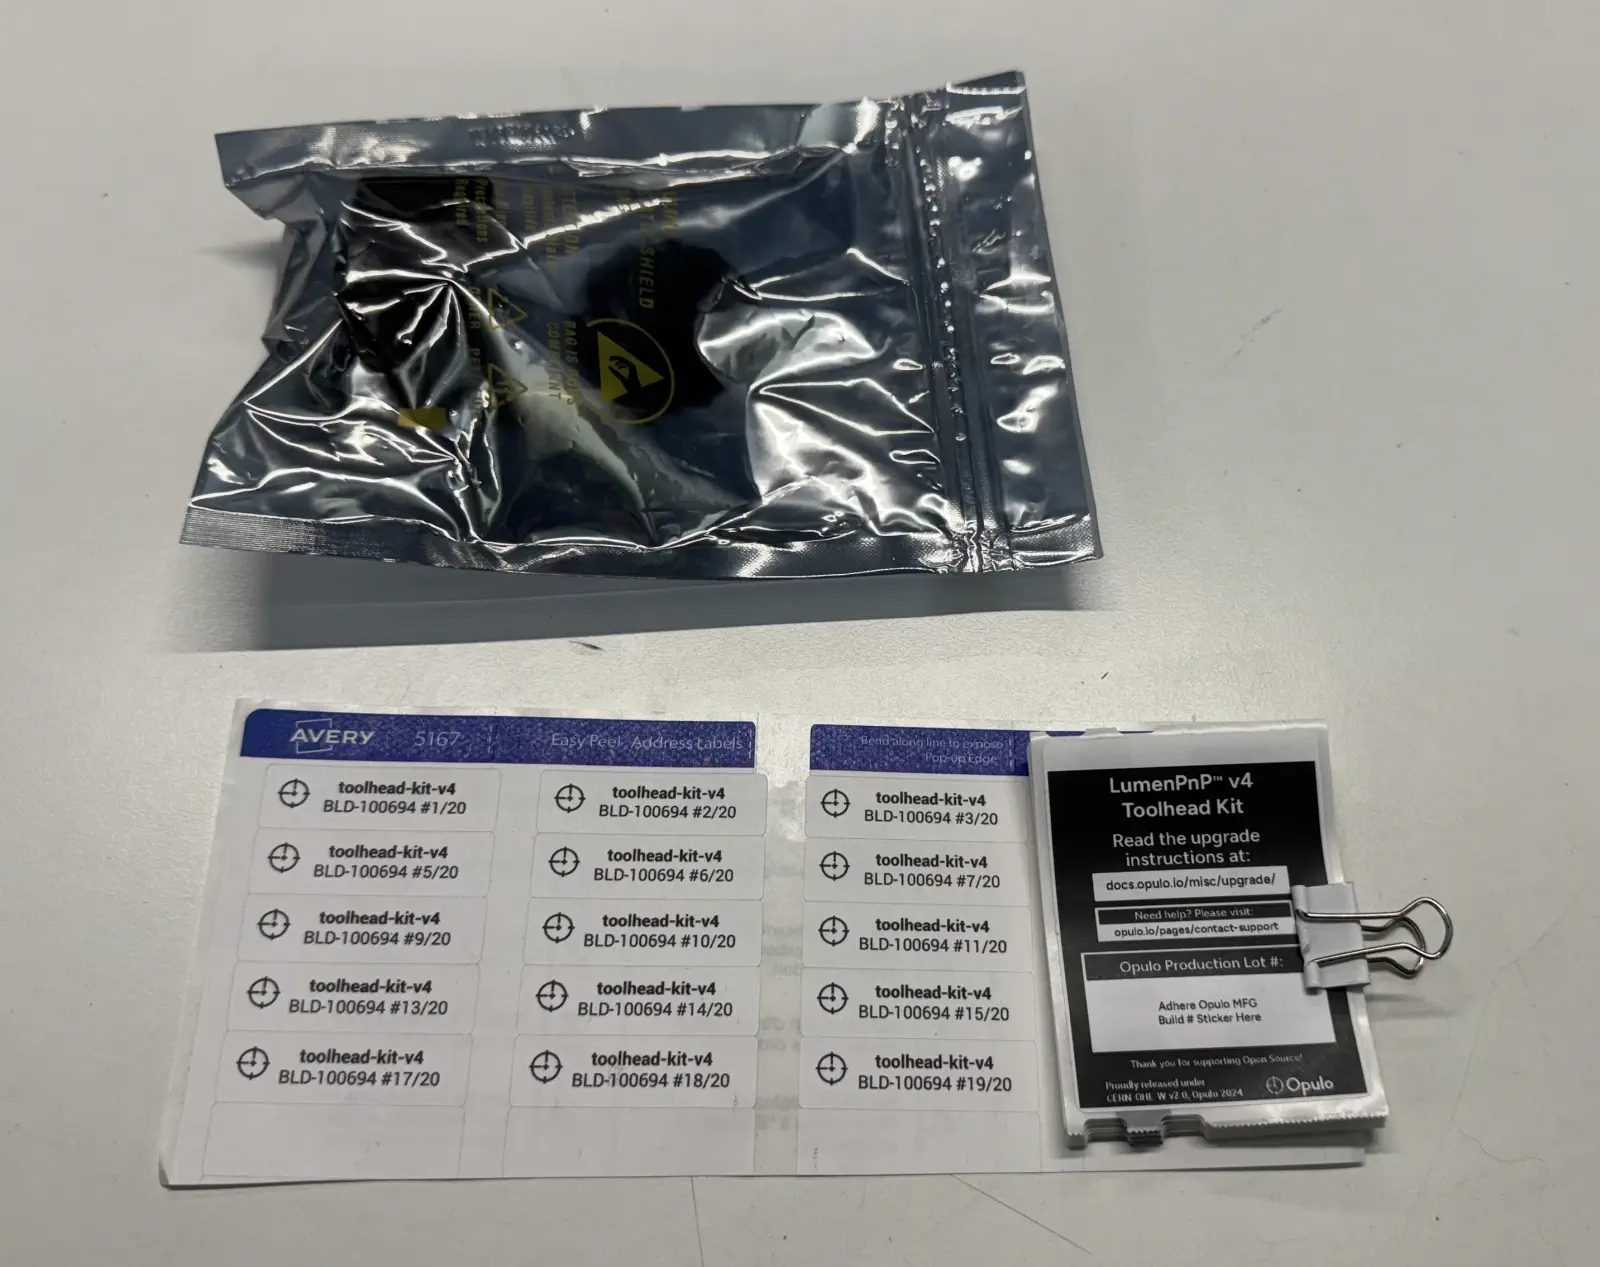 SHIELD
AVERY 5167
Easy Peel Address Labels
Bend along line to expose
Pop-up Edge
toolhead-kit-v4
BLD-100694 #1/20
toolhead-kit-v4
BLD-100694 #2/20
toolhead-kit-v4
BLD-100694 #3/20
toolhead-kit-v4
BLD-100694 #5/20
toolhead-kit-v4
BLD-100694 #6/20
toolhead-kit-v4
BLD-100694 #7/20
toolhead-kit-v4
BLD-100694 #9/20
toolhead-kit-v4
BLD-100694 #10/20
toolhead-kit-v4
BLD-100694 #11/20
toolhead-kit-v4
BLD-100694 #13/20
toolhead-kit-v4
BLD-100694 #14/20
toolhead-kit-v4
BLD-100694 #15/20
toolhead-kit-v4
BLD-100694 #17/20
toolhead-kit-v4
BLD-100694 #18/20
toolhead-kit-v4
BLD-100694 #19/20
LumenPnP™ v4
Toolhead Kit
Read the upgrade
instructions at:
docs.opulo.io/misc/upgrade/
Need help? Please visit:
opulo.io/pages/contact-support
Opulo Production Lot #:
Adhere Opulo MFG
Build # Sticker Here
Thank you for supporting Open Source!
Proudly released under
CERN OHL W v2.0, Opulo 2024
Opulo